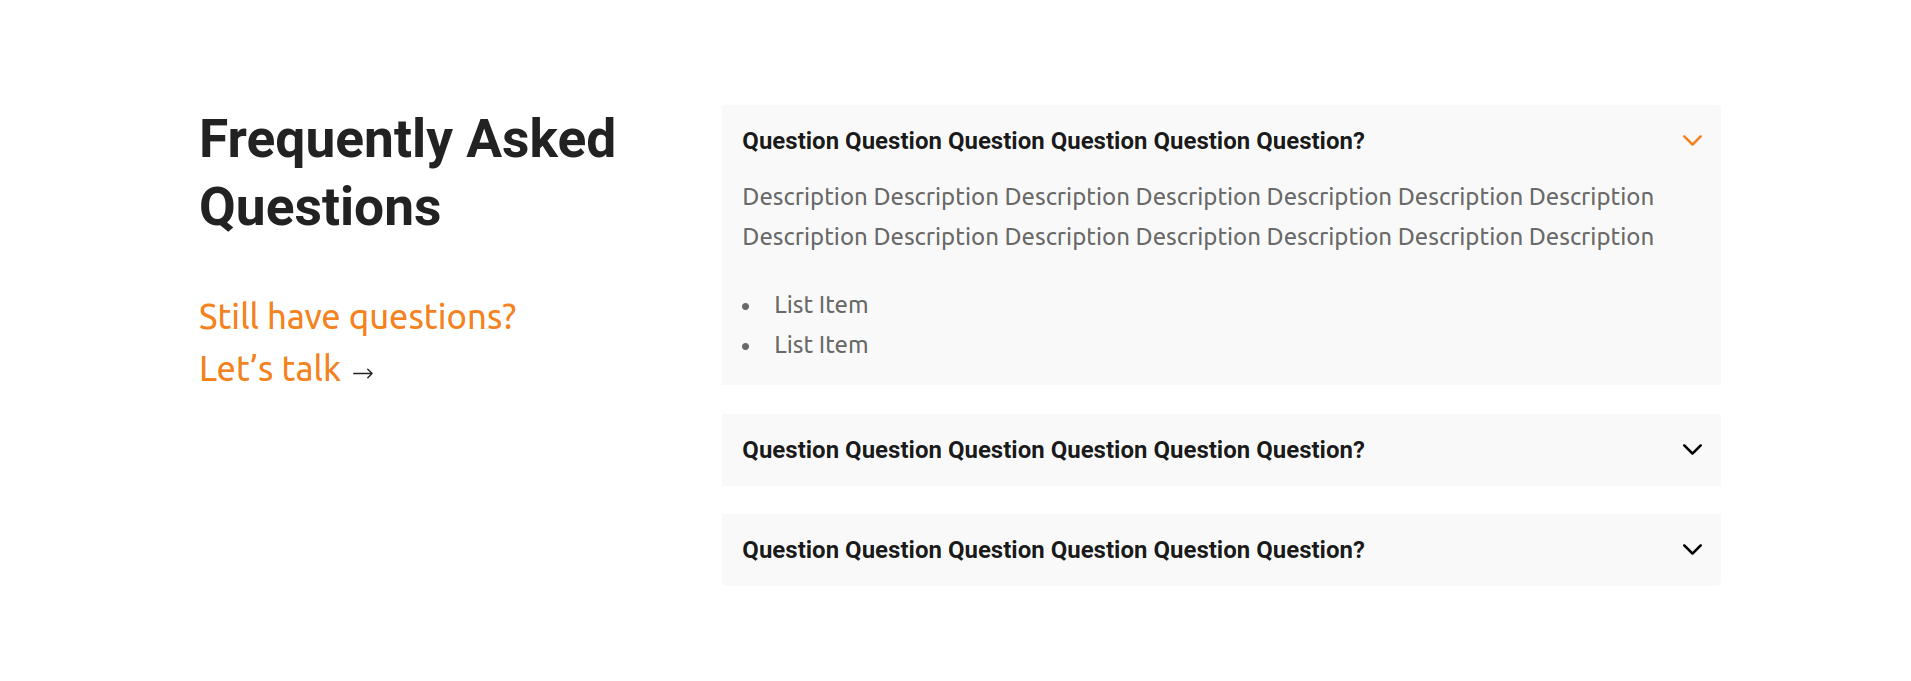 Frequently Asked
Questions
Still have questions?
Let’s talk →
Question Question Question Question Question Question?
Description Description Description Description Description Description Description
Description Description Description Description Description Description Description
• List Item
• List Item
Question Question Question Question Question Question?
Question Question Question Question Question Question?